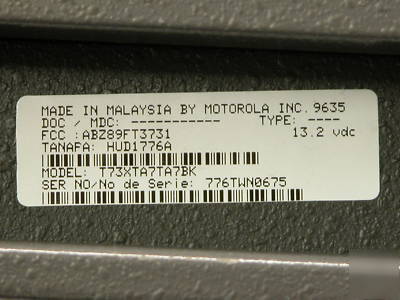 MADE IN MALAYSIA BY MOTOROLA INC. 9635
DOC / MDC: ----------- TYPE: ----
FCC : ABZ89FT3731 13.2 vdc
TANAFA: HUD1776A
MODEL: T73XTA7TA7BK
SER NO/No de Serie: 776TWN0675